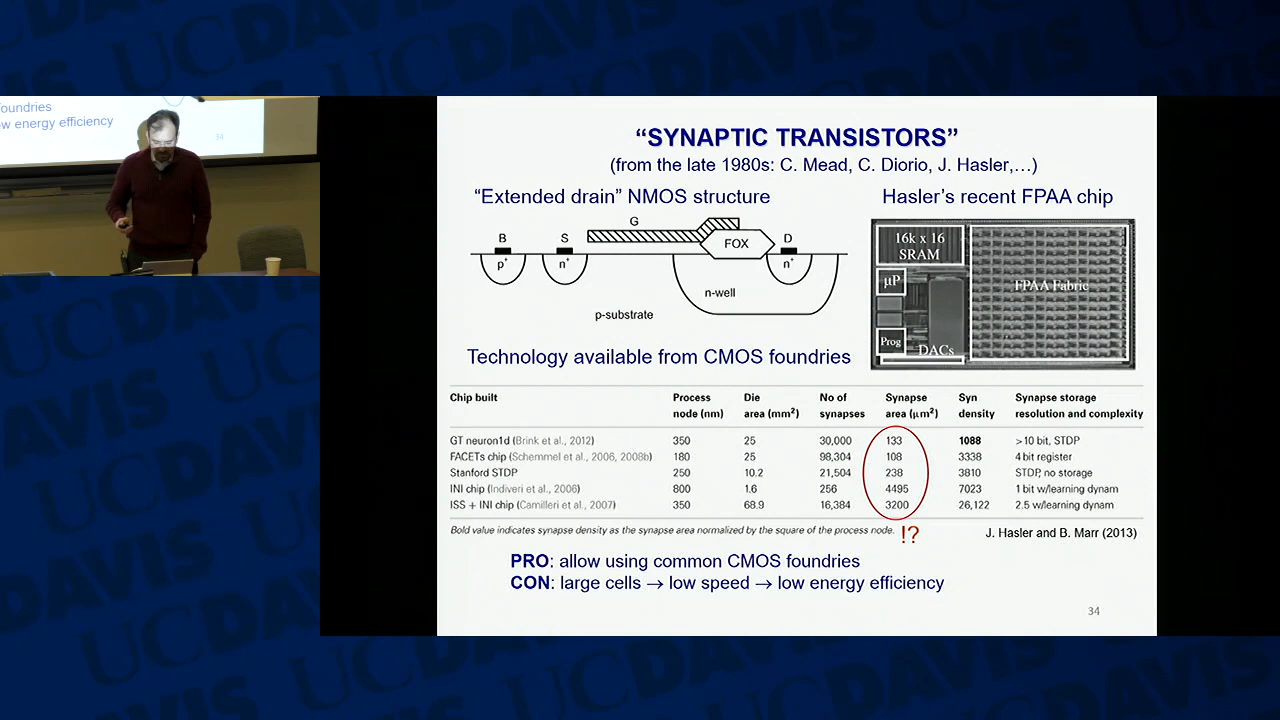 UC DAVIS
foundries
ow energy efficiency
34
“SYNAPTIC TRANSISTORS”
(from the late 1980s: C. Mead, C. Diorio, J. Hasler,…)
“Extended drain” NMOS structure
Hasler’s recent FPAA chip
G
B
S
FOX
D
p+
n+
n+
n-well
p-substrate
16k x 16
SRAM
µP
FPAA Fabric
Prog
DACs
Technology available from CMOS foundries
Chip built Process node (nm) Die area (mm2) No of synapses Synapse area (µm2) Syn density Synapse storage resolution and complexity
GT neuron1d (Brink et al., 2012) 350 25 30,000 133 1088 >10 bit, STDP
FACETs chip (Schemmel et al., 2006, 2008b) 180 25 98,304 108 3338 4 bit register
Stanford STDP 250 10.2 21,504 238 3810 STDP, no storage
INI chip (Indiveri et al., 2006) 800 1.6 256 4495 7023 1 bit w/learning dynam
ISS + INI chip (Camilleri et al., 2007) 350 68.9 16,384 3200 26,122 2.5 w/learning dynam
Bold value indicates synapse density as the synapse area normalized by the square of the process node.
!?
J. Hasler and B. Marr (2013)
PRO: allow using common CMOS foundries
CON: large cells → low speed → low energy efficiency
34